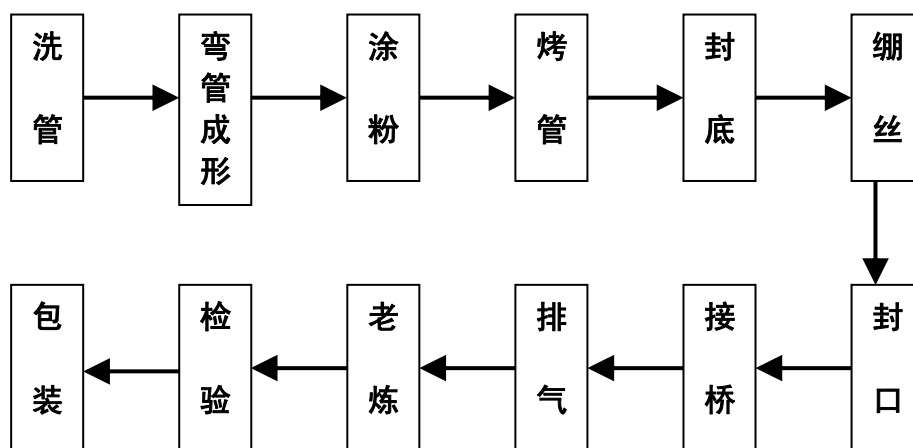 洗管
弯管成形
涂粉
烤管
封底
绷丝
封口
接桥
排气
老炼
检验
包装